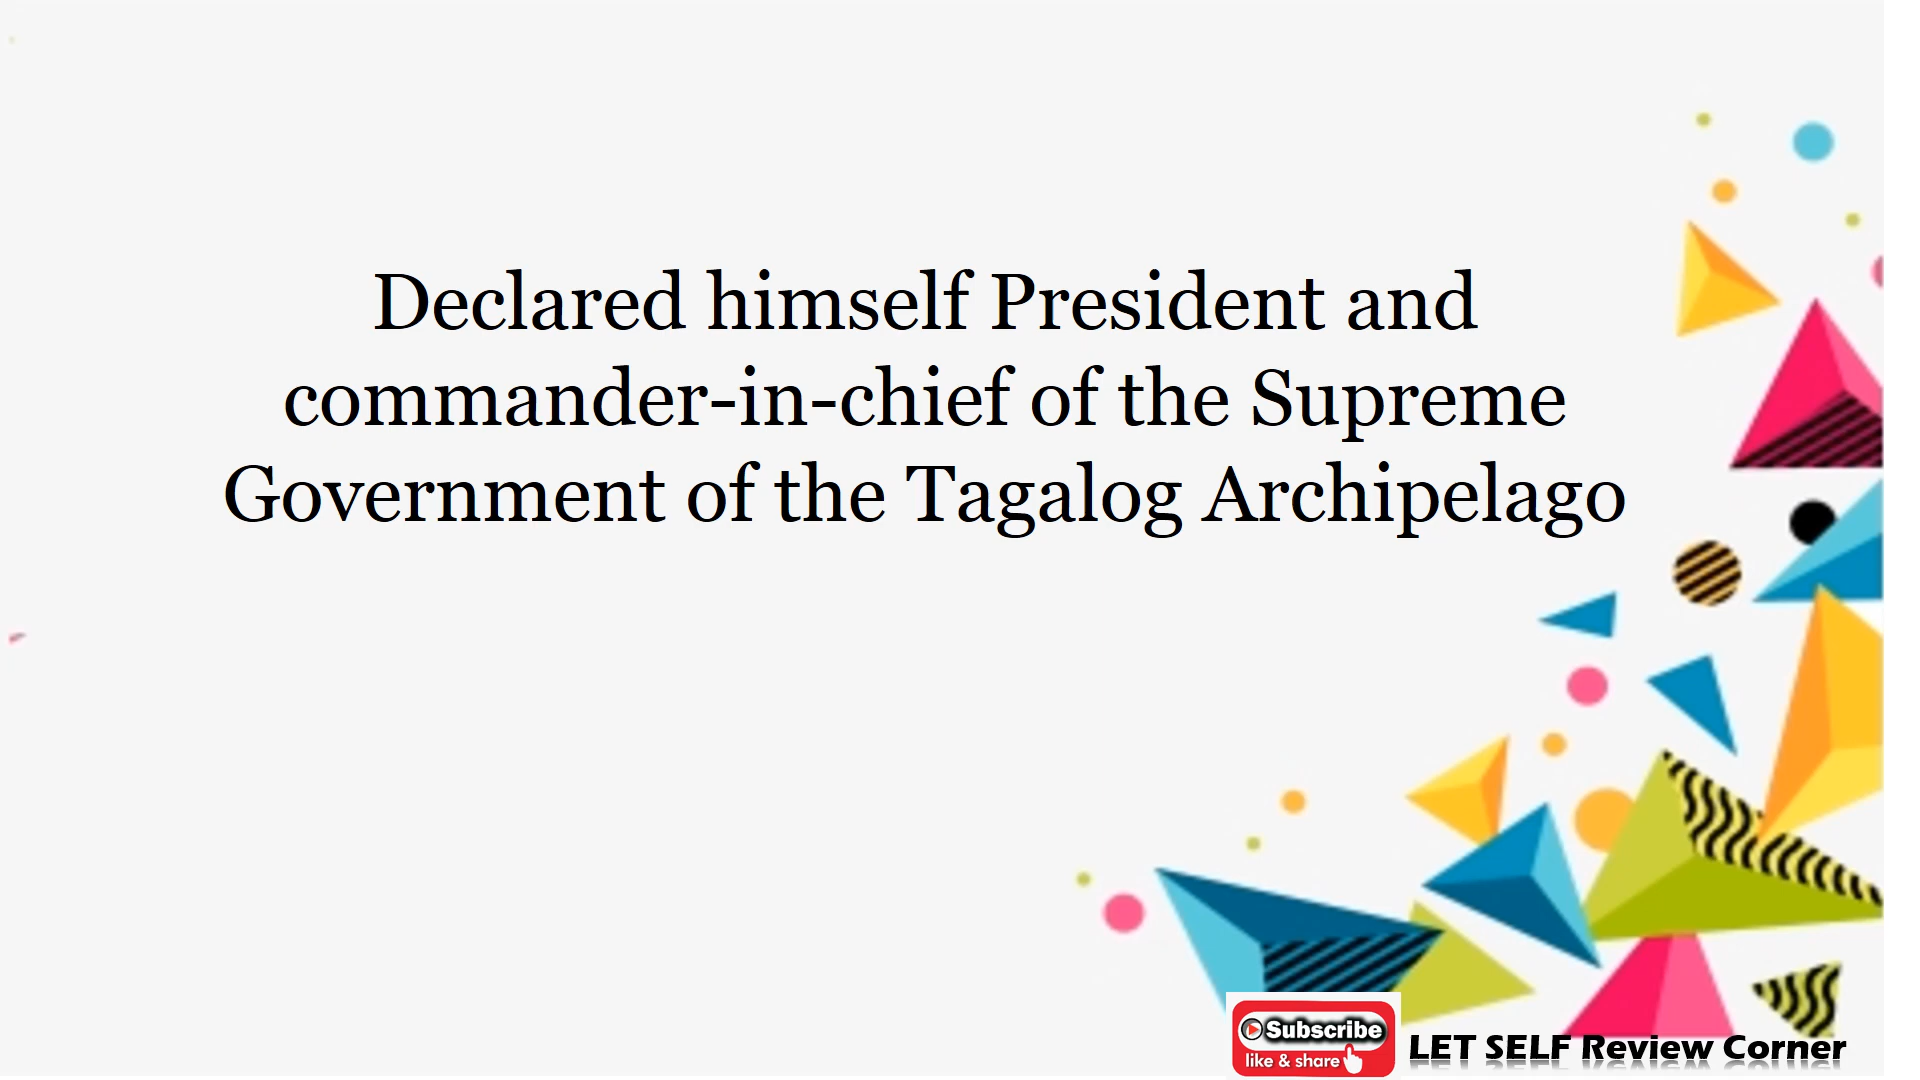 Declared himself President and
commander-in-chief of the Supreme
Government of the Tagalog Archipelago
Subscribe
like & share
LET SELF Review Corner